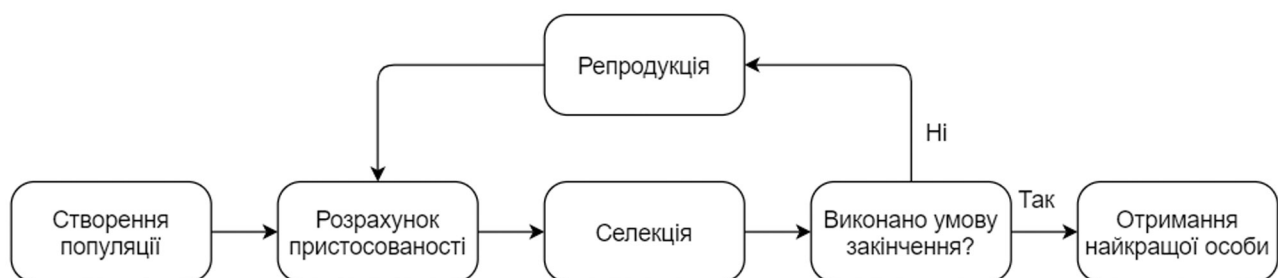 Репродукція
Ні
Створення
популяції
Розрахунок
пристосованості
Селекція
Виконано умову
закінчення?
Так
Отримання
найкращої особи